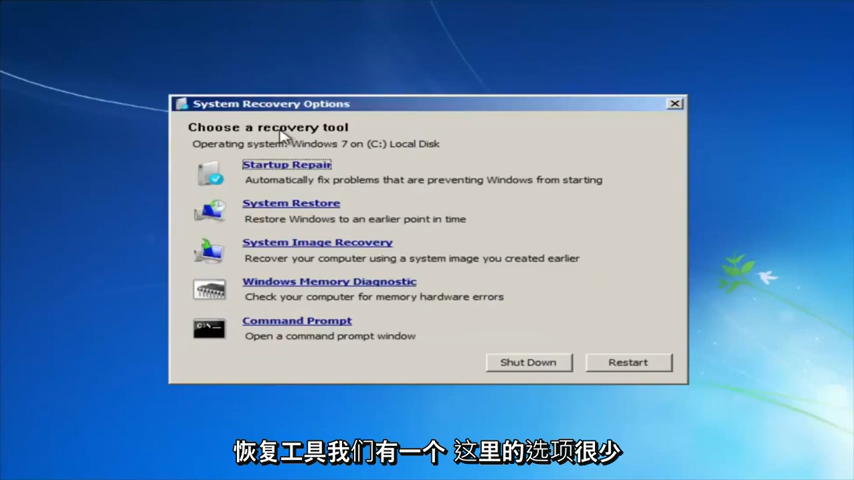 System Recovery Options
Choose a recovery tool
Operating system: Windows 7 on (C:) Local Disk
Startup Repair
Automatically fix problems that are preventing Windows from starting
System Restore
Restore Windows to an earlier point in time
System Image Recovery
Recover your computer using a system image you created earlier
Windows Memory Diagnostic
Check your computer for memory hardware errors
C:\_
Command Prompt
Open a command prompt window
Shut Down Restart
恢复工具我们有一个 这里的选项很少